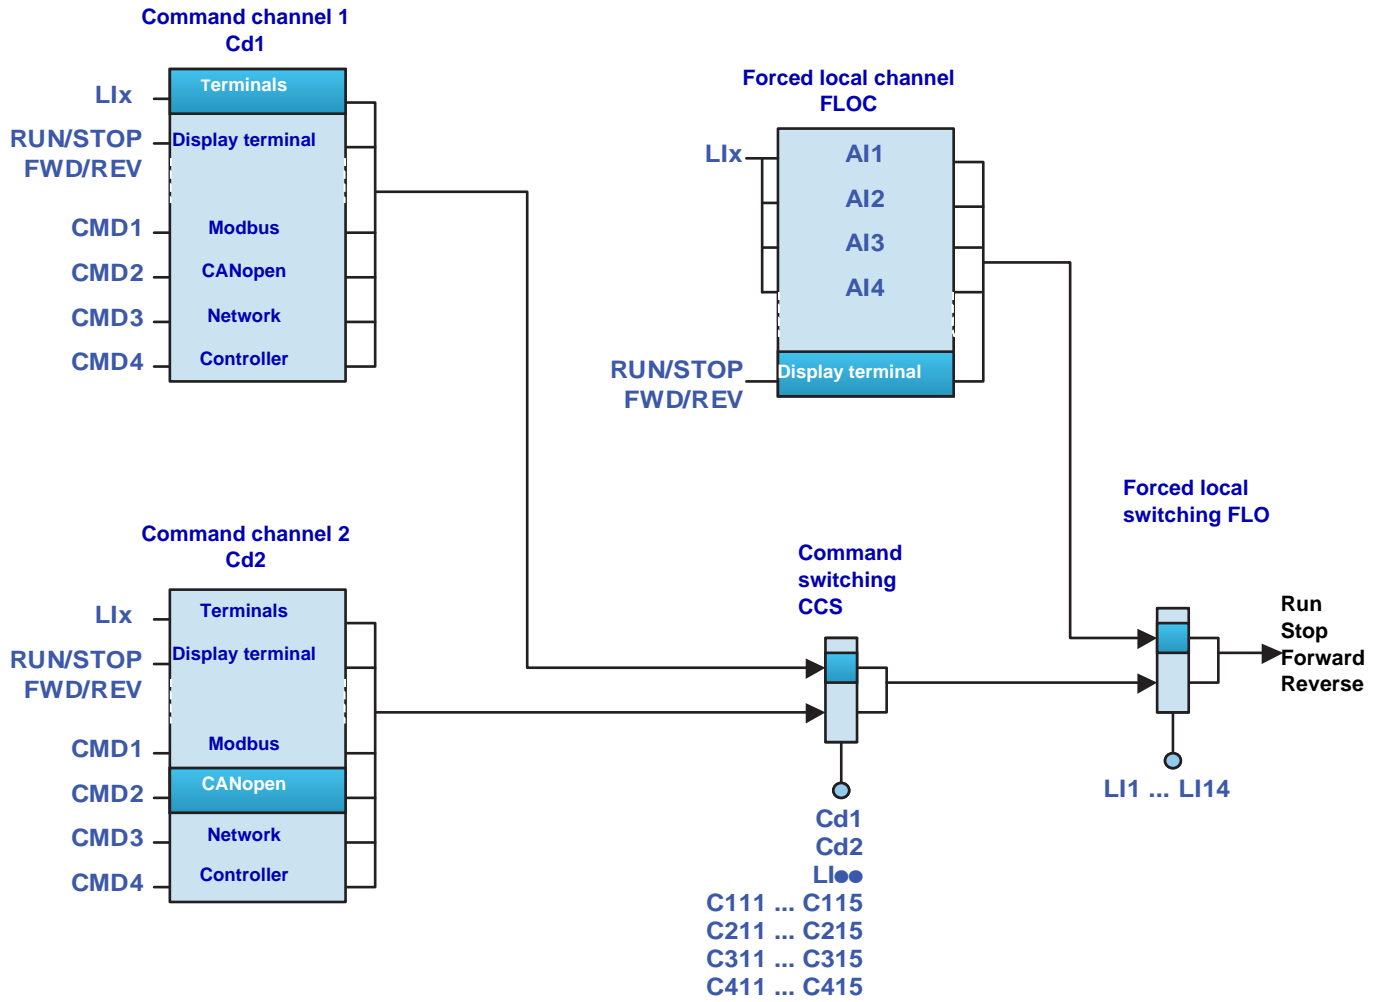 Command channel 1
Cd1
LIx
Terminals
RUN/STOP
FWD/REV
Display terminal
CMD1
Modbus
CMD2
CANopen
CMD3
Network
CMD4
Controller
Forced local channel
FLOC
LIx
AI1
AI2
AI3
AI4
RUN/STOP
FWD/REV
Display terminal
Command channel 2
Cd2
LIx
Terminals
RUN/STOP
FWD/REV
Display terminal
CMD1
Modbus
CMD2
CANopen
CMD3
Network
CMD4
Controller
Command
switching
CCS
Cd1
Cd2
LI●●
C111 ... C115
C211 ... C215
C311 ... C315
C411 ... C415
Forced local
switching FLO
LI1 ... LI14
Run
Stop
Forward
Reverse